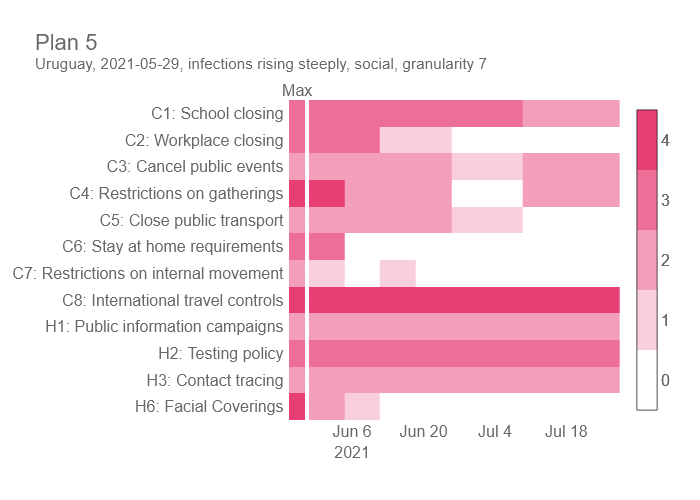 Plan 5
Uruguay, 2021-05-29, infections rising steeply, social, granularity 7
Max
C1: School closing
C2: Workplace closing
C3: Cancel public events
C4: Restrictions on gatherings
C5: Close public transport
C6: Stay at home requirements
C7: Restrictions on internal movement
C8: International travel controls
H1: Public information campaigns
H2: Testing policy
H3: Contact tracing
H6: Facial Coverings
Jun 6 Jun 20 Jul 4 Jul 18
2021
4
3
2
1
0